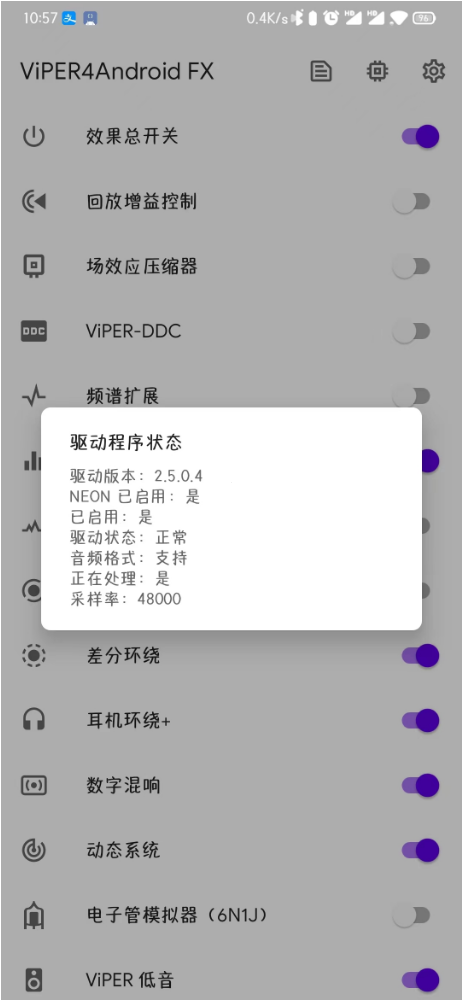 10:57
0.4K/s
HD
HD
96
ViPER4Android FX
效果总开关
回放增益控制
场效应压缩器
DDC
ViPER-DDC
频谱扩展
驱动程序状态
驱动版本：2.5.0.4
NEON 已启用：是
已启用：是
驱动状态：正常
音频格式：支持
正在处理：是
采样率：48000
差分环绕
耳机环绕+
数字混响
动态系统
电子管模拟器（6N1J）
ViPER 低音